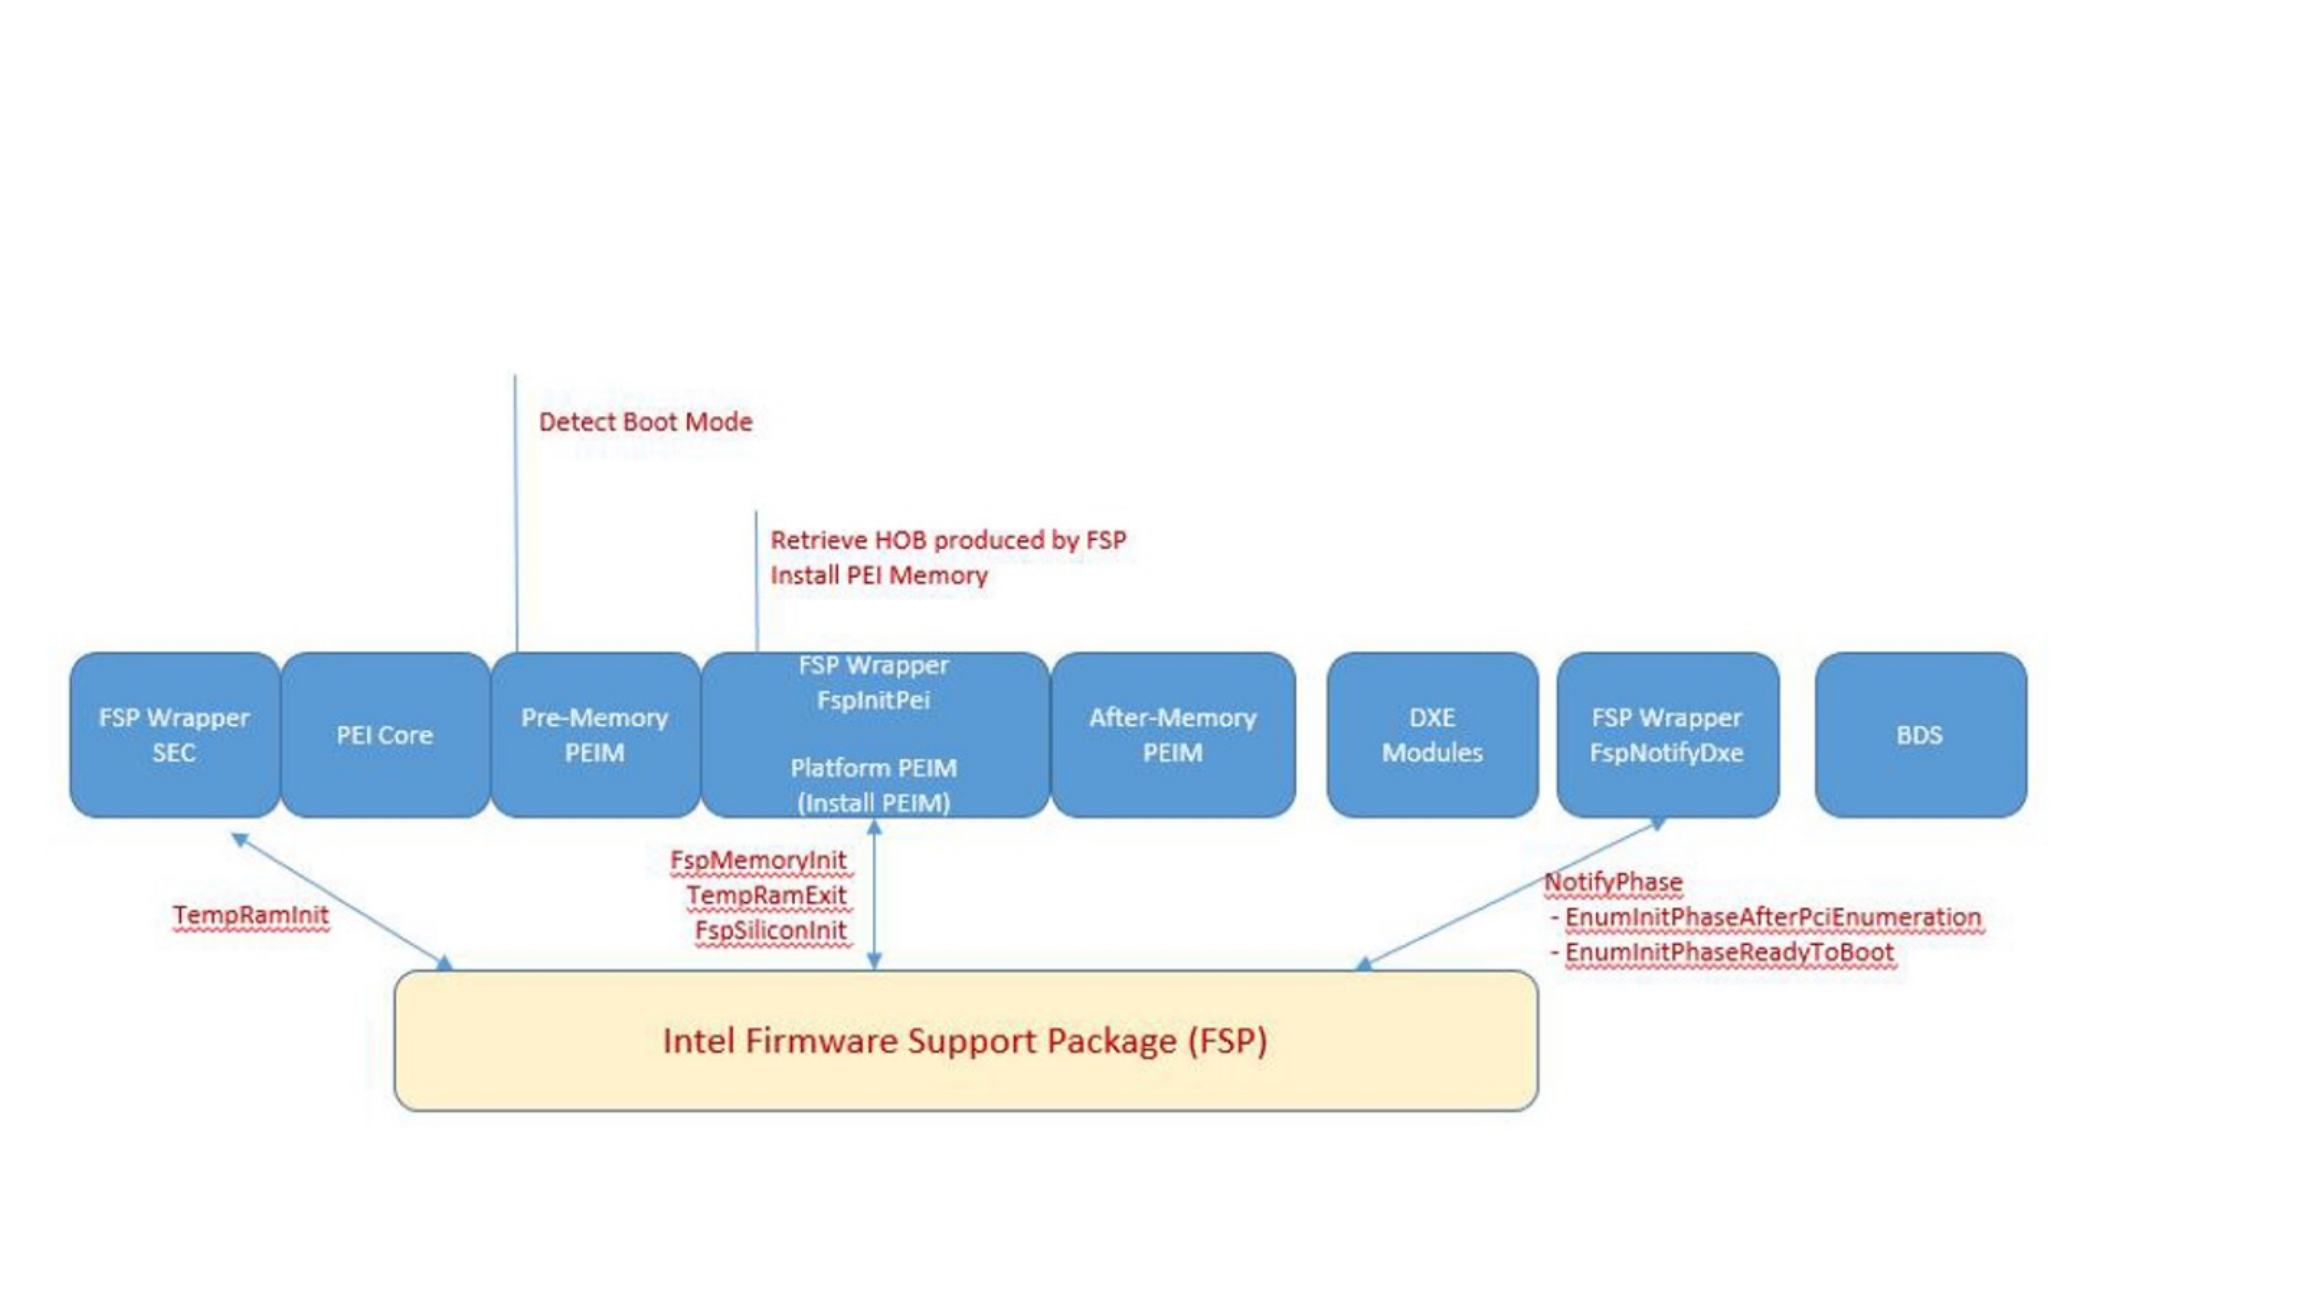 Detect Boot Mode
Retrieve HOB produced by FSP
Install PEI Memory
FSP Wrapper
SEC
PEI Core
Pre-Memory
PEIM
FSP Wrapper
FspInitPei
Platform PEIM
(Install PEIM)
After-Memory
PEIM
DXE
Modules
FSP Wrapper
FspNotifyDxe
BDS
TempRamInit
FspMemoryInit
TempRamExit
FspSiliconInit
NotifyPhase
- EnumInitPhaseAfterPciEnumeration
- EnumInitPhaseReadyToBoot
Intel Firmware Support Package (FSP)